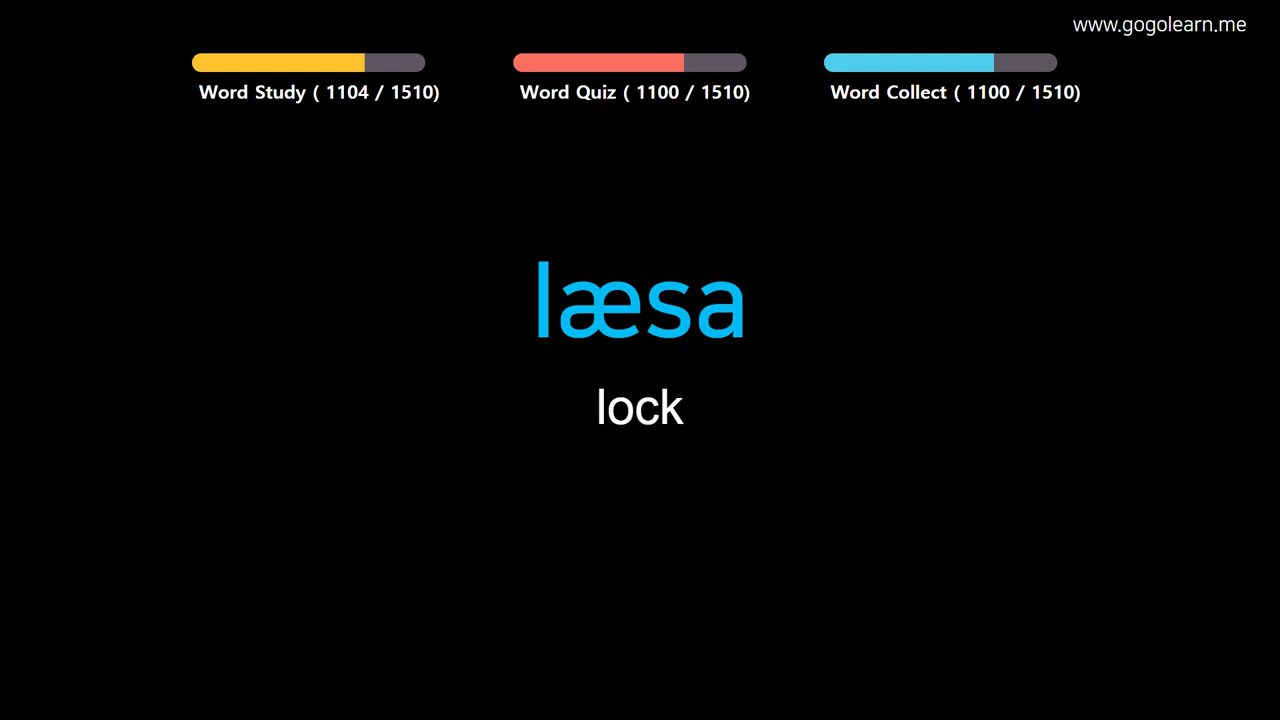 www.gogolearn.me
Word Study ( 1104 / 1510)
Word Quiz ( 1100 / 1510)
Word Collect ( 1100 / 1510)
læsa
lock